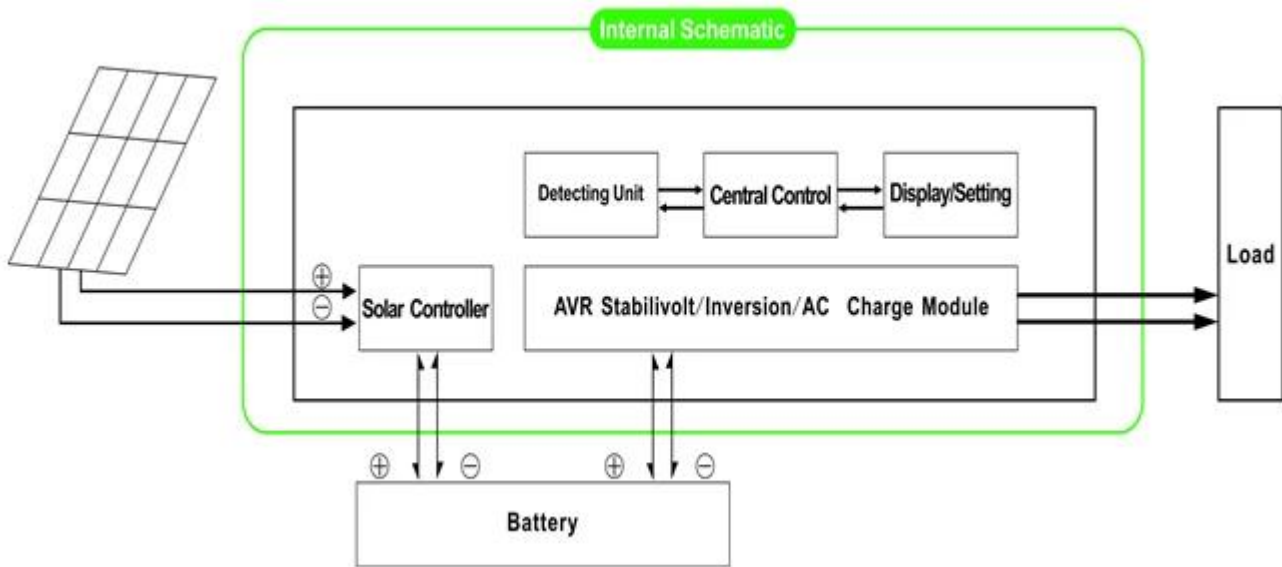 Internal Schematic
Detecting Unit
Central Control
Display/Setting
⊕
⊖
Solar Controller
AVR Stabilivolt/Inversion/AC Charge Module
Load
⊕
⊖
⊕
⊖
Battery